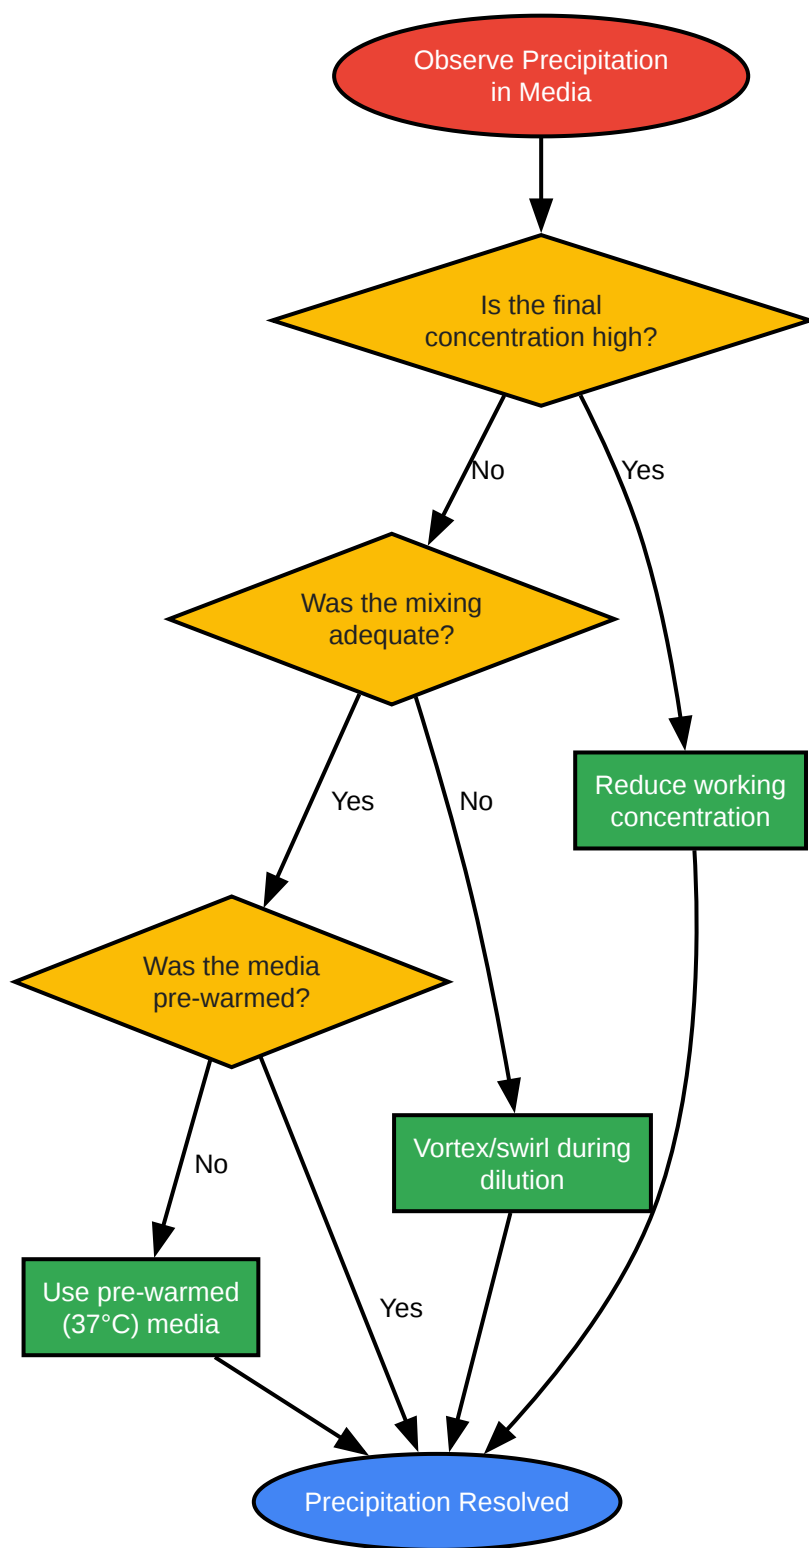 Observe Precipitation
in Media
Is the final
concentration high?
No
Yes
Was the mixing
adequate?
Reduce working
concentration
Yes
No
Was the media
pre-warmed?
Vortex/swirl during
dilution
No
Use pre-warmed
(37°C) media
Yes
Precipitation Resolved